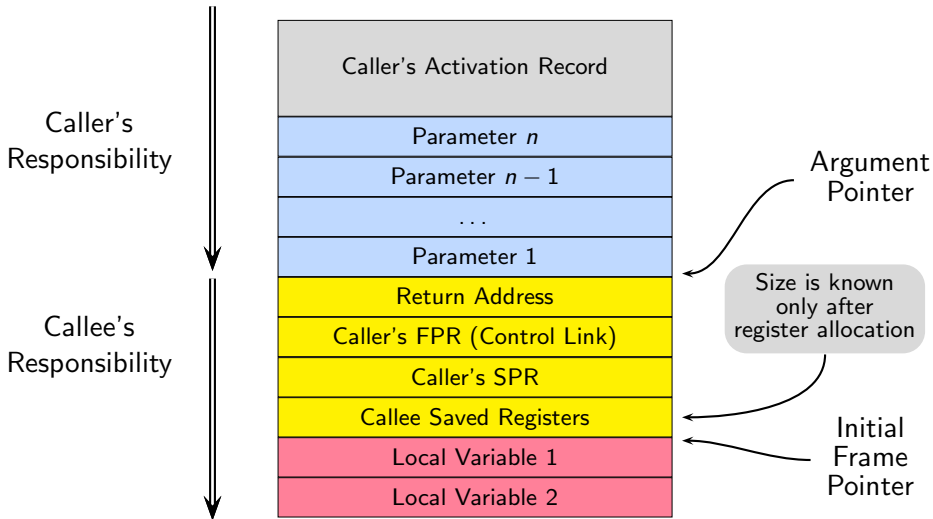 Caller's Activation Record
Caller's
Responsibility
Parameter n
Parameter n − 1
. . .
Parameter 1
Argument
Pointer
Callee's
Responsibility
Return Address
Caller's FPR (Control Link)
Caller's SPR
Callee Saved Registers
Size is known
only after
register allocation
Local Variable 1
Local Variable 2
Initial
Frame
Pointer